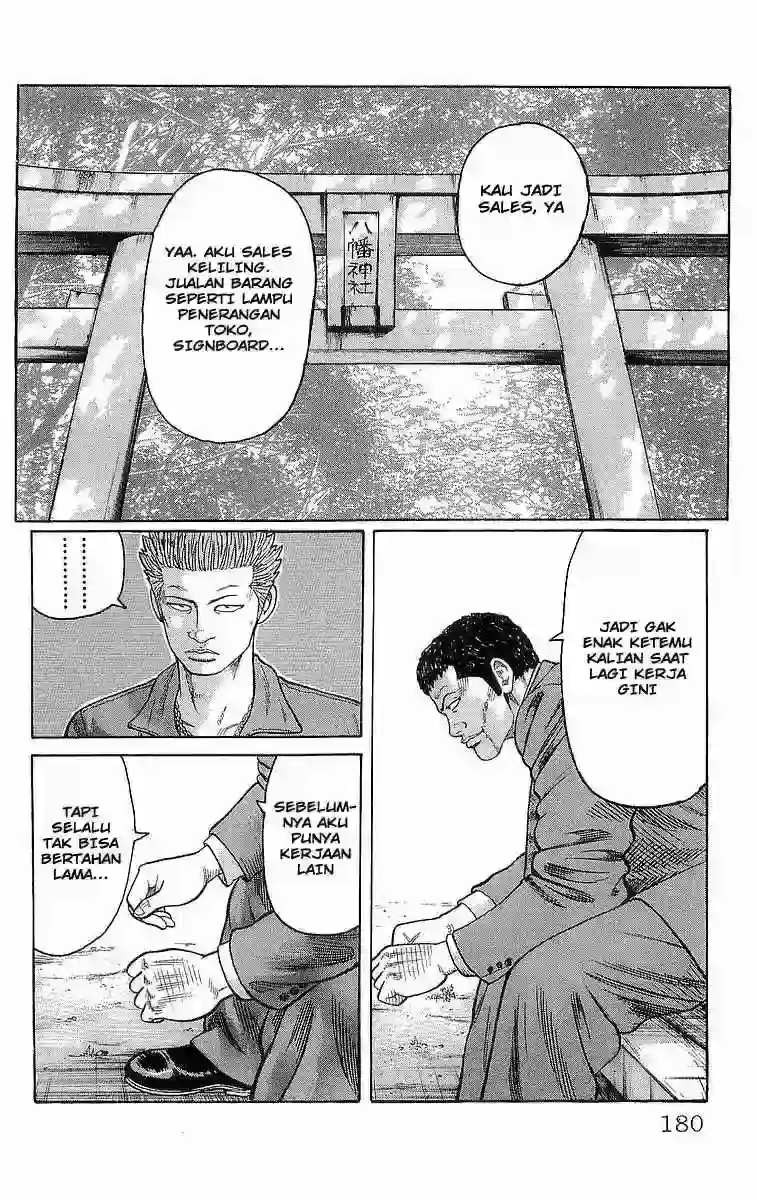 KAU JADI
SALES, YA
YAA. AKU SALES
KELILING.
JUALAN BARANG
SEPERTI LAMPU
PENERANGAN
TOKO,
SIGNBOARD...
八幡神社
JADI GAK
ENAK KETEMU
KALIAN SAAT
LAGI KERJA
GINI
SEBELUM-
NYA AKU
PUNYA
KERJAAN
LAIN
TAPI
SELALU
TAK BISA
BERTAHAN
LAMA...
180